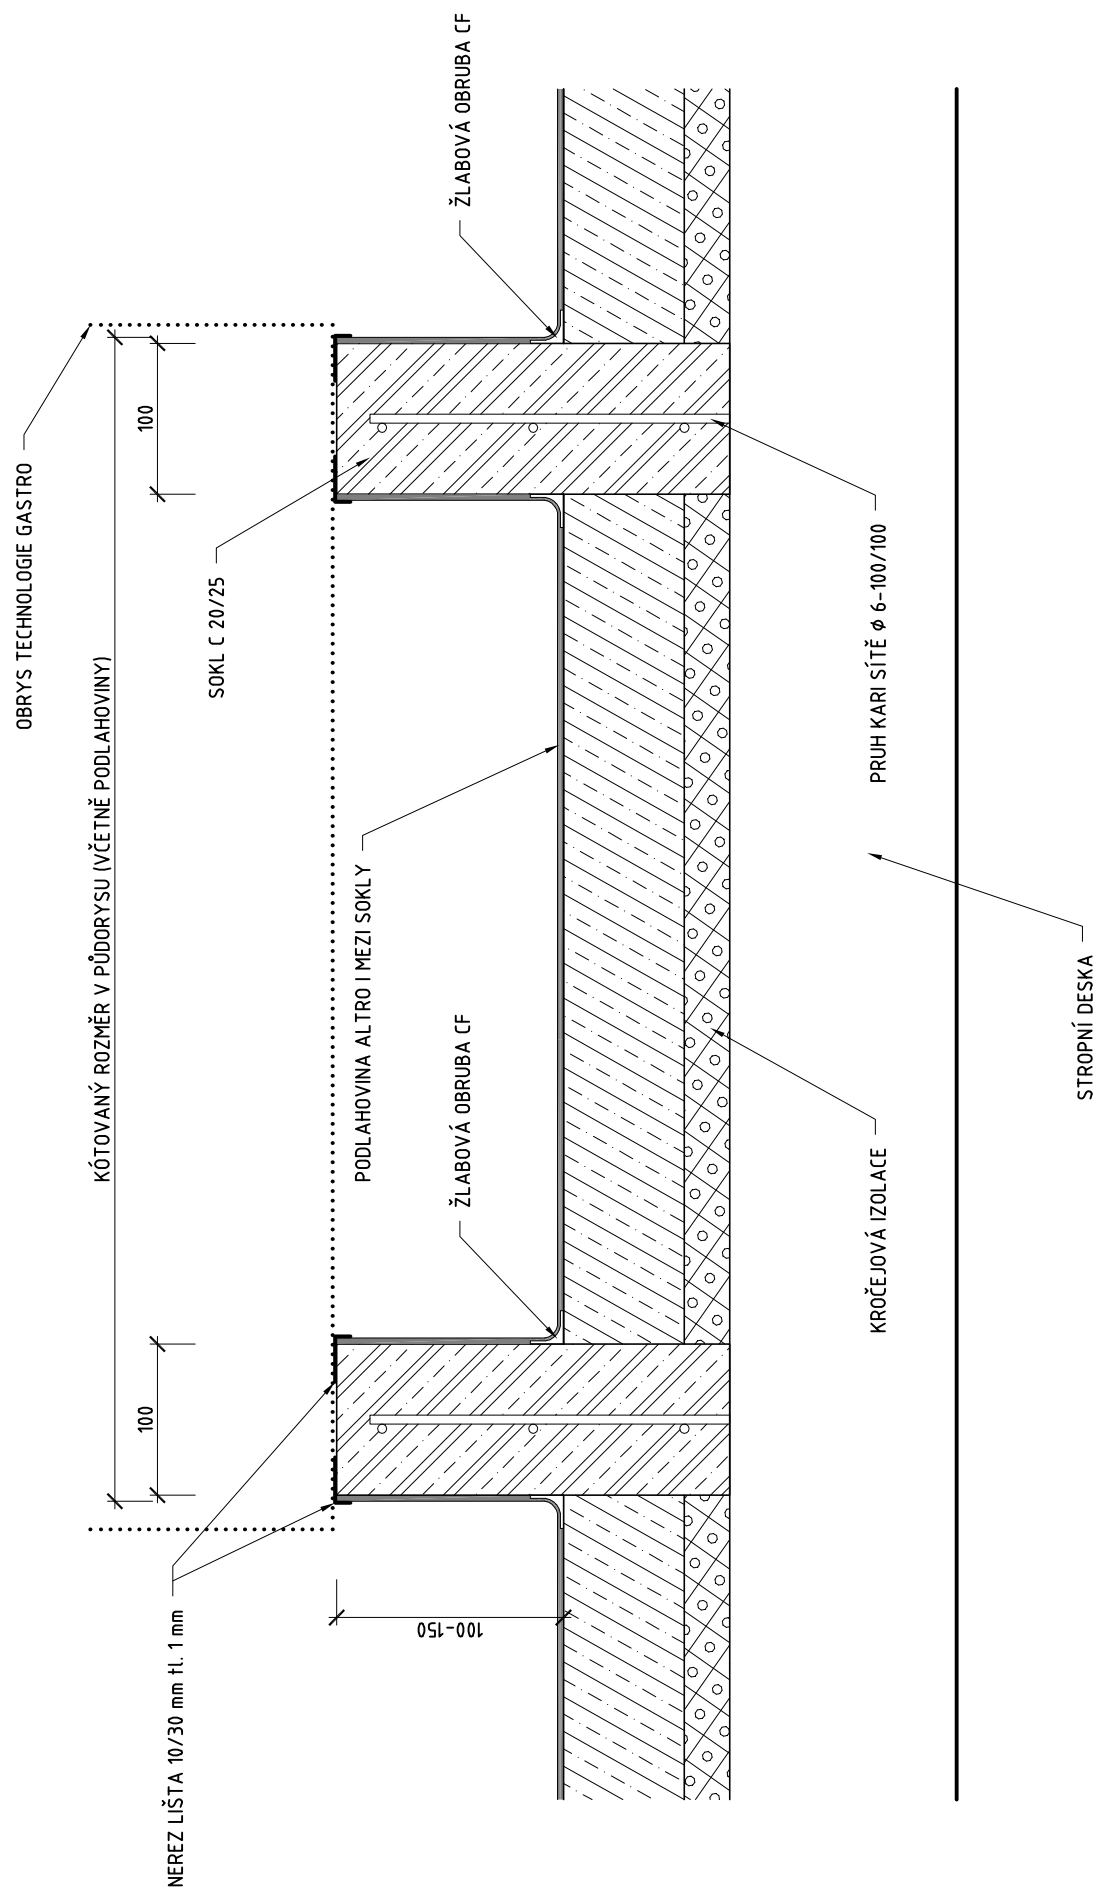 OBRYS TECHNOLOGIE GASTRO
KÓTOVANÝ ROZMĚR V PŮDORYSU (VČETNĚ PODLAHOVINY)
100
100
NEREZ LIŠTA 10/30 mm tl. 1 mm
SOKL C 20/25
PODLAHOVINA ALTRO I MEZI SOKLY
100-150
ŽLABOVÁ OBRUBA CF
ŽLABOVÁ OBRUBA CF
KROČEJOVÁ IZOLACE
PRUH KARI SÍTĚ ϕ 6-100/100
STROPNÍ DESKA